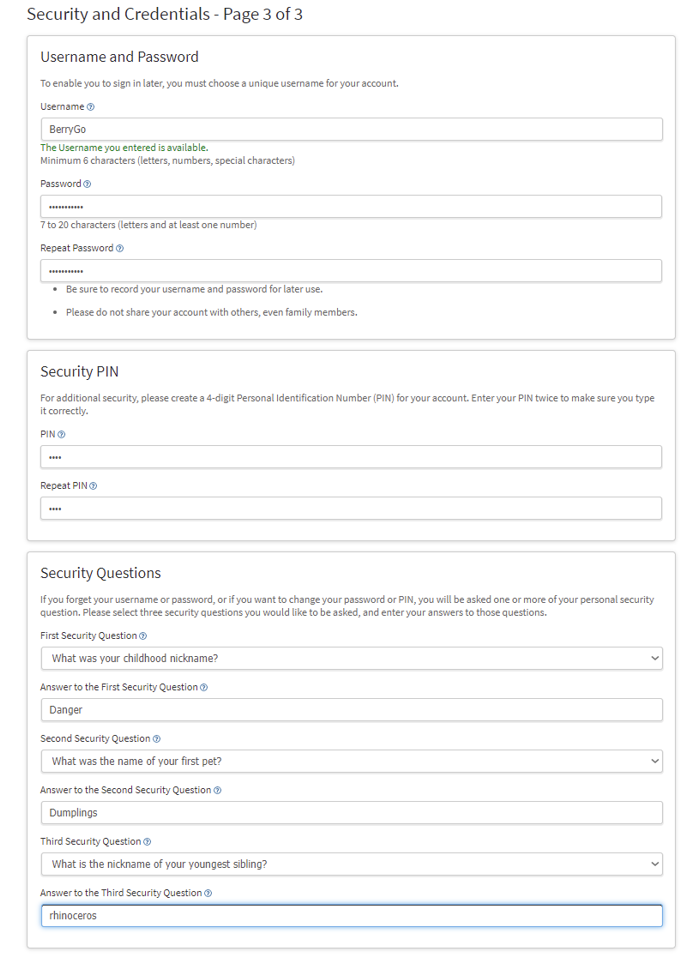 Security and Credentials - Page 3 of 3
Username and Password
To enable you to sign in later, you must choose a unique username for your account.
Username
BerryGo
The Username you entered is available.
Minimum 6 characters (letters, numbers, special characters)
Password
•••••••••••
7 to 20 characters (letters and at least one number)
Repeat Password
•••••••••••
• Be sure to record your username and password for later use.
• Please do not share your account with others, even family members.
Security PIN
For additional security, please create a 4-digit Personal Identification Number (PIN) for your account. Enter your PIN twice to make sure you type
it correctly.
PIN
••••
Repeat PIN
••••
Security Questions
If you forget your username or password, or if you want to change your password or PIN, you will be asked one or more of your personal security
question. Please select three security questions you would like to be asked, and enter your answers to those questions.
First Security Question
What was your childhood nickname?
Answer to the First Security Question
Danger
Second Security Question
What was the name of your first pet?
Answer to the Second Security Question
Dumplings
Third Security Question
What is the nickname of your youngest sibling?
Answer to the Third Security Question
rhinoceros